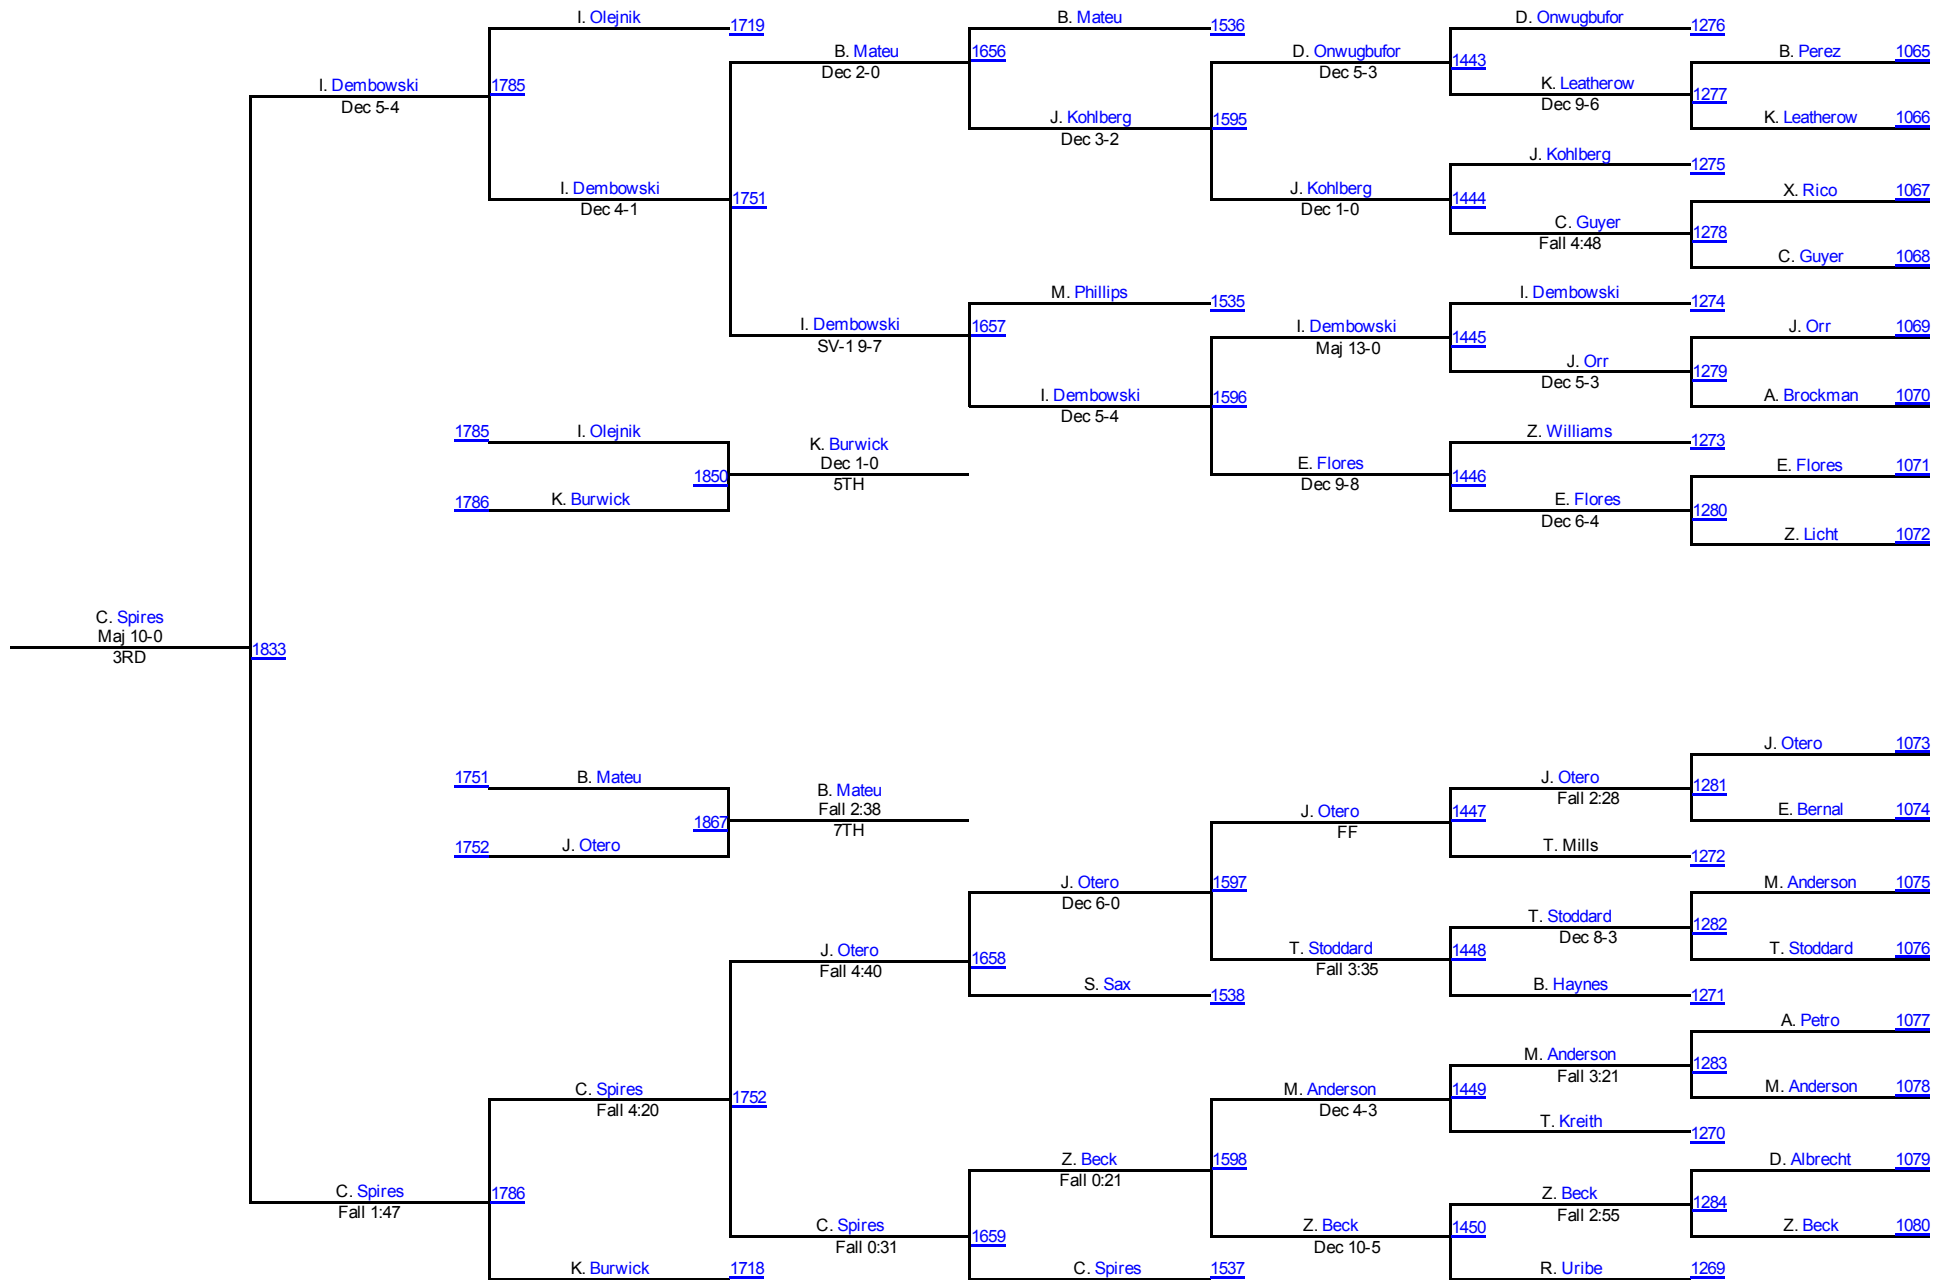 I. Olejnik
1719
B. Mateu
1536
D. Onwugbufor
1276
I. Dembowski
Dec 5-4
1785
B. Mateu
Dec 2-0
1656
D. Onwugbufor
Dec 5-3
1443
B. Perez
1065
K. Leatherow
Dec 9-6
1277
J. Kohlberg
Dec 3-2
1595
K. Leatherow
1066
J. Kohlberg
1275
I. Dembowski
Dec 4-1
1751
J. Kohlberg
Dec 1-0
1444
X. Rico
1067
C. Guyer
Fall 4:48
1278
C. Guyer
1068
M. Phillips
1535
I. Dembowski
1274
I. Dembowski
SV-1 9-7
1657
I. Dembowski
Maj 13-0
1445
J. Orr
1069
J. Orr
Dec 5-3
1279
I. Dembowski
Dec 5-4
1596
A. Brockman
1070
1785
I. Olejnik
K. Burwick
Dec 1-0
5TH
1850
1786
K. Burwick
Z. Williams
1273
E. Flores
Dec 9-8
1446
E. Flores
1071
E. Flores
Dec 6-4
1280
Z. Licht
1072
C. Spires
Maj 10-0
3RD
1833
J. Otero
1073
1751
B. Mateu
B. Mateu
Fall 2:38
7TH
1867
1752
J. Otero
J. Otero
Fall 2:28
1281
J. Otero
FF
1447
E. Bernal
1074
T. Mills
1272
J. Otero
Dec 6-0
1597
M. Anderson
1075
T. Stoddard
Dec 8-3
1282
J. Otero
Fall 4:40
1658
T. Stoddard
Fall 3:35
1448
T. Stoddard
1076
S. Sax
1538
B. Haynes
1271
A. Petro
1077
M. Anderson
Fall 3:21
1283
C. Spires
Fall 4:20
1752
M. Anderson
Dec 4-3
1449
M. Anderson
1078
T. Kreith
1270
Z. Beck
Fall 0:21
1598
D. Albrecht
1079
C. Spires
Fall 1:47
1786
Z. Beck
Fall 2:55
1284
C. Spires
Fall 0:31
1659
Z. Beck
Dec 10-5
1450
Z. Beck
1080
K. Burwick
1718
C. Spires
1537
R. Uribe
1269